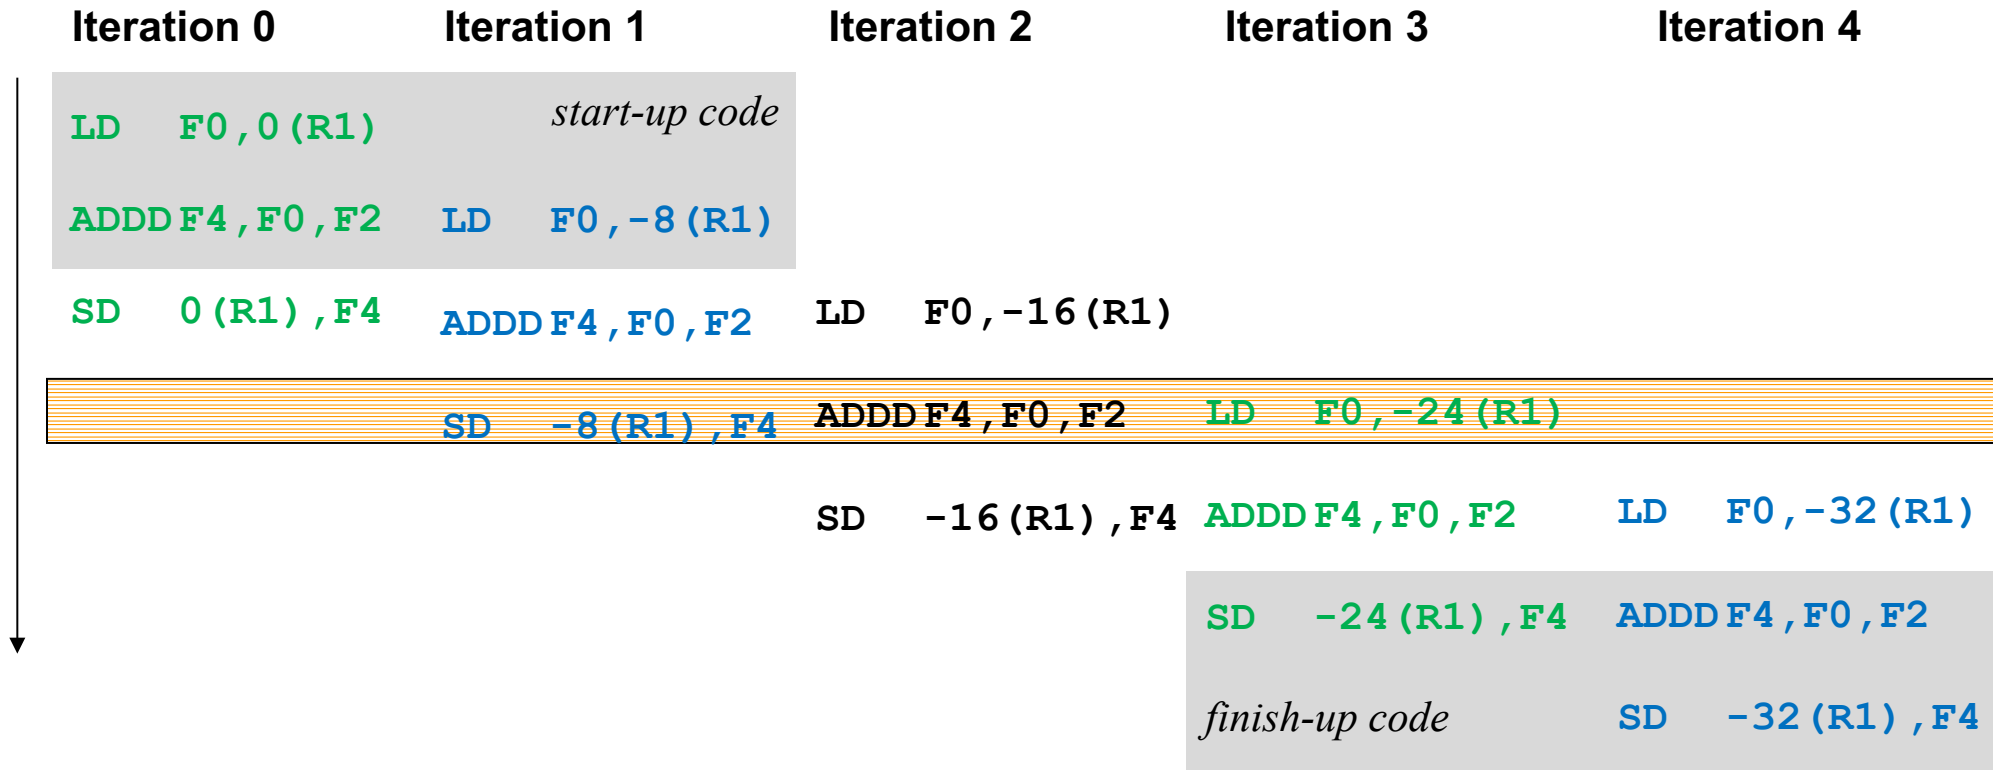 Iteration 0 Iteration 1 Iteration 2 Iteration 3 Iteration 4
LD F0,0(R1) start-up code
ADDD F4,F0,F2 LD F0,-8(R1)
SD 0(R1),F4 ADDD F4,F0,F2 LD F0,-16(R1)
SD -8(R1),F4 ADDD F4,F0,F2 LD F0,-24(R1)
SD -16(R1),F4 ADDD F4,F0,F2 LD F0,-32(R1)
SD -24(R1),F4 ADDD F4,F0,F2
finish-up code SD -32(R1),F4